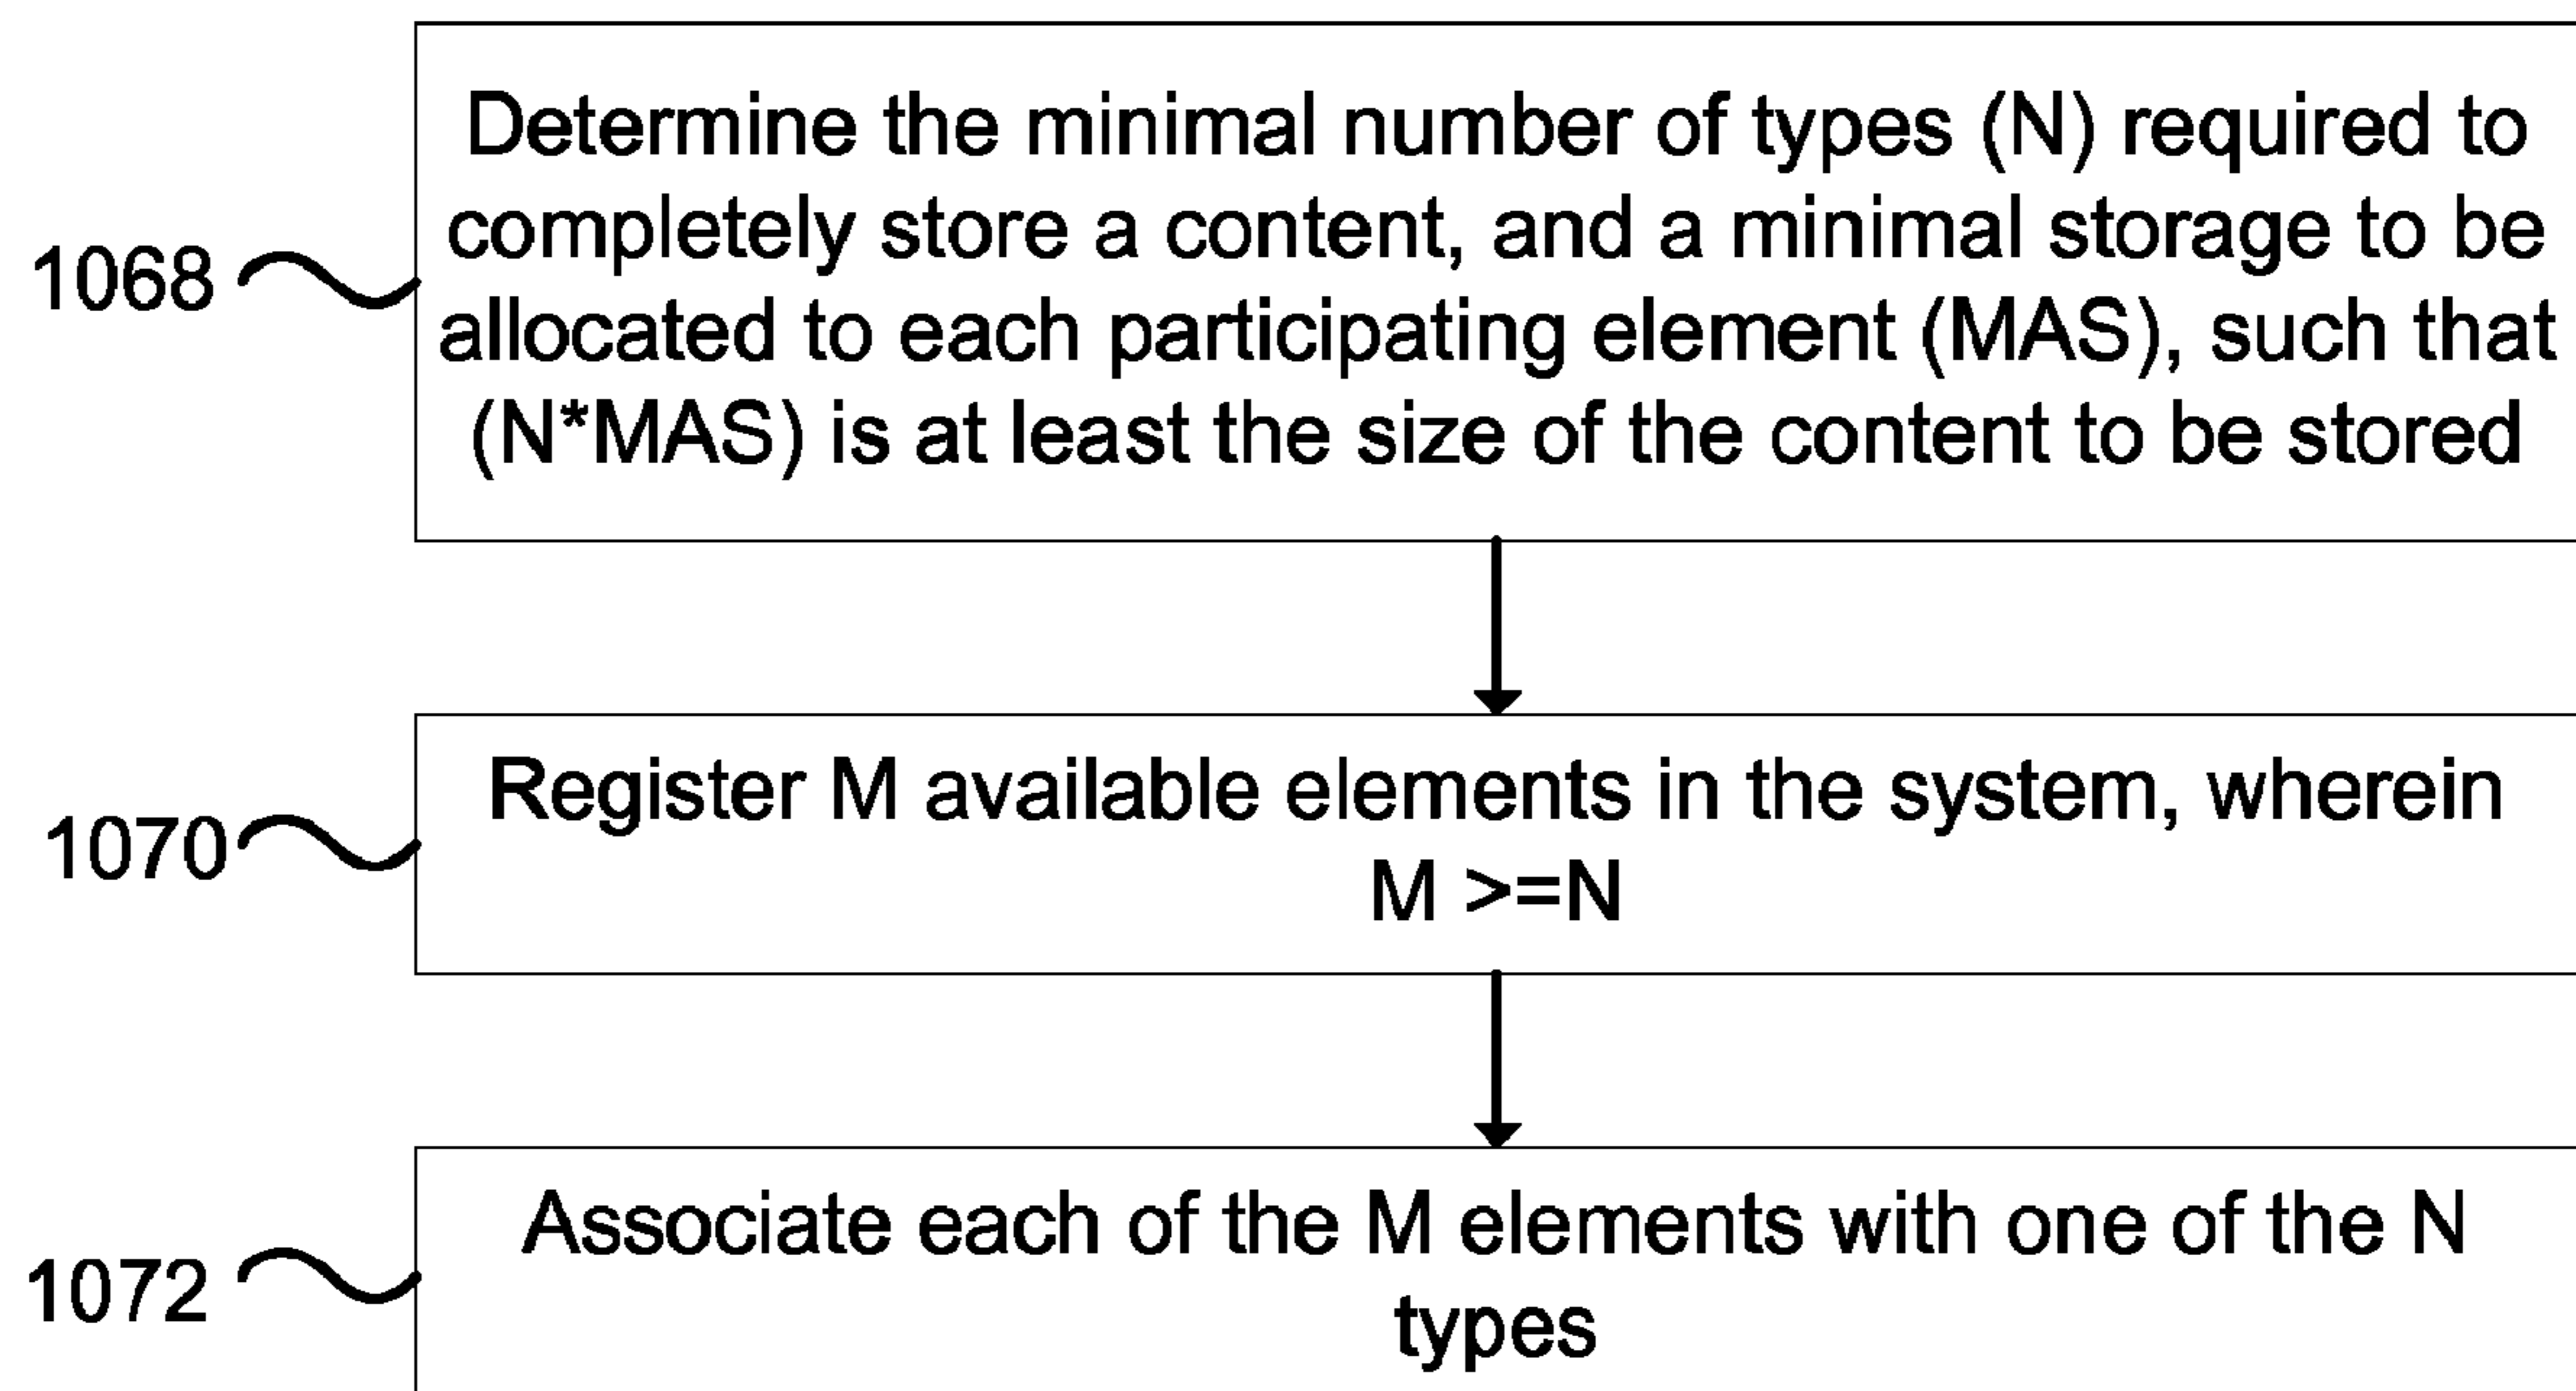 Determine the minimal number of types (N) required to
completely store a content, and a minimal storage to be
1068
allocated to each participating element (MAS), such that
(N*MAS) is at least the size of the content to be stored
Register M available elements in the system, wherein
1070
M >=N
Associate each of the M elements with one of the N
1072
types